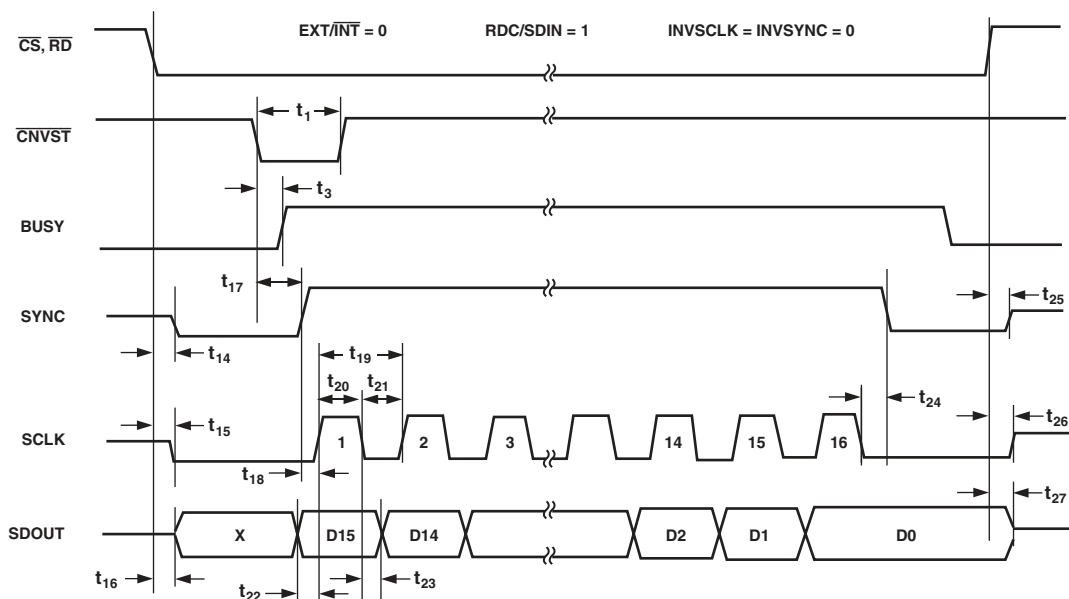 EXT/INT = 0 RDC/SDIN = 1 INVSCLK = INVSYNC = 0
CS, RD
t1
CNVST
t3
BUSY
t17
SYNC
t25
t14
t19
t20 t21
t24
SCLK
t15
1 2 3 14 15 16
t26
t18
t27
SDOUT
X D15 D14 D2 D1 D0
t16
t22
t23